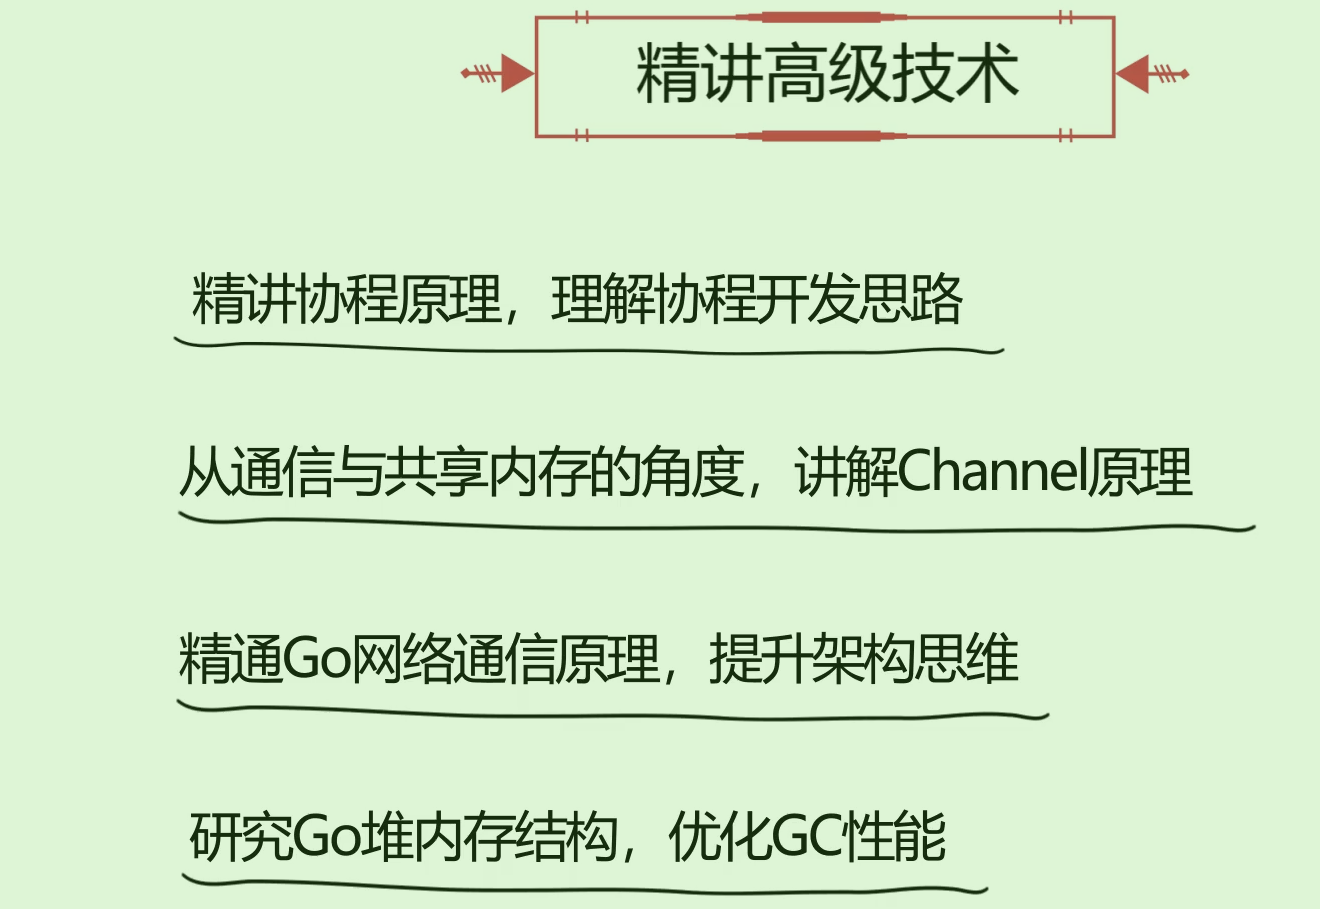 精讲高级技术
精讲协程原理，理解协程开发思路
从通信与共享内存的角度，讲解Channel原理
精通Go网络通信原理，提升架构思维
研究Go堆内存结构，优化GC性能